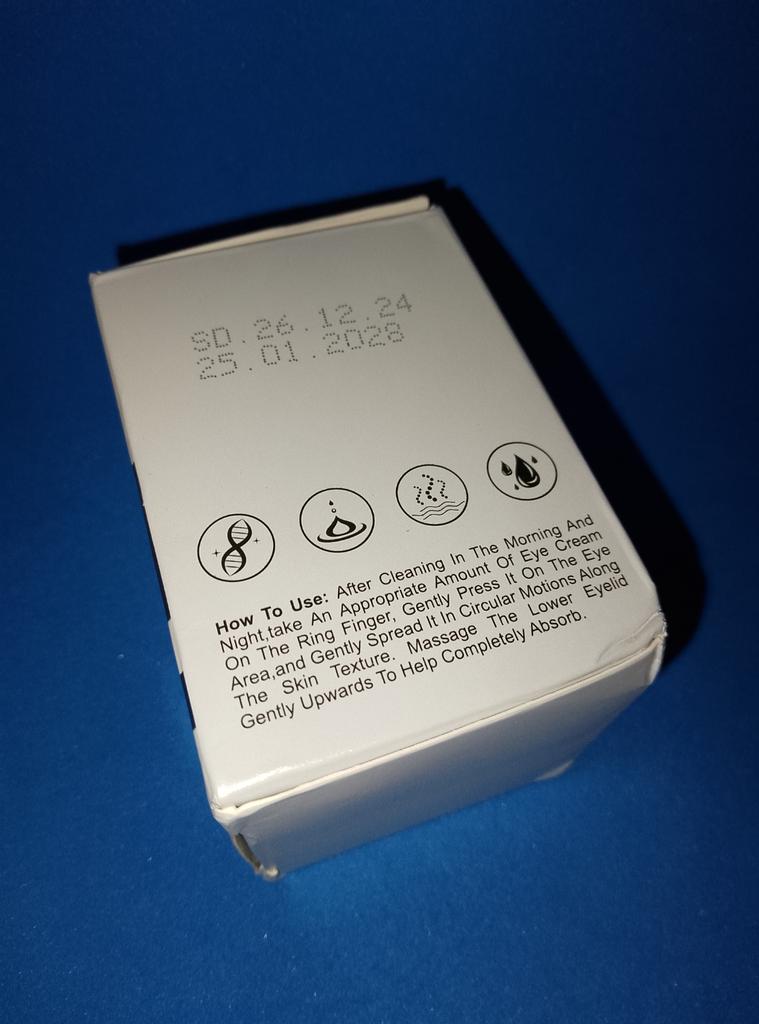 SD.26.12.24
25.01.2028
How To Use: After Cleaning In The Morning And
Night,take An Appropriate Amount Of Eye Cream
On The Ring Finger, Gently Press It On The Eye
Area,and Gently Spread It In Circular Motions Along
The Skin Texture. Massage The Lower Eyelid
Gently Upwards To Help Completely Absorb.